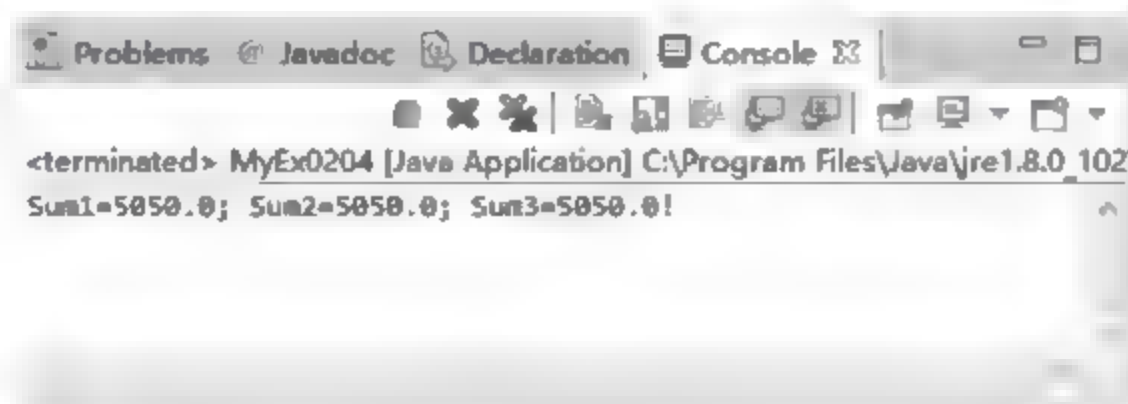 Problems @ Javadoc Declaration Console
<terminated> MyEx0204 [Java Application] C:\Program Files\Java\jre1.8.0_102
Sum1=5050.0; Sum2=5050.0; Sum3=5050.0!